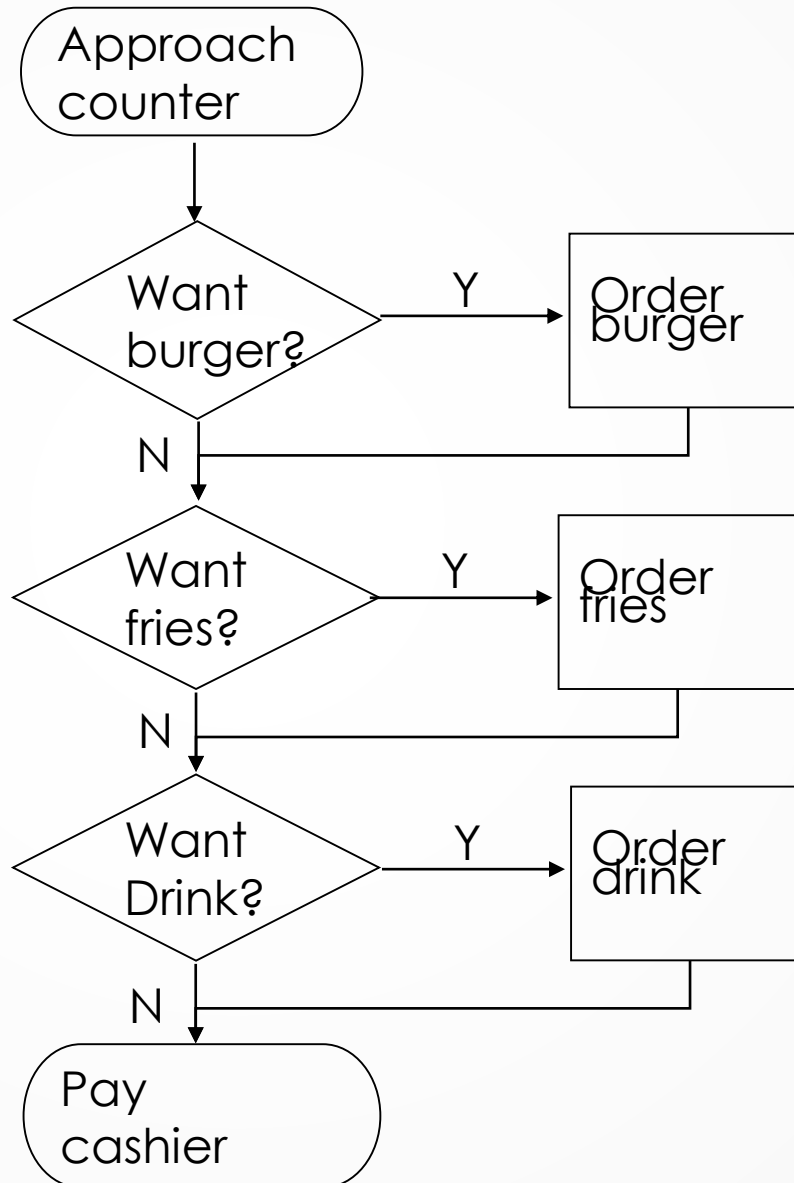 Approach
counter
Want
burger?
Y
Order
burger
N
Want
fries?
Y
Order
fries
N
Want
Drink?
Y
Order
drink
N
Pay
cashier